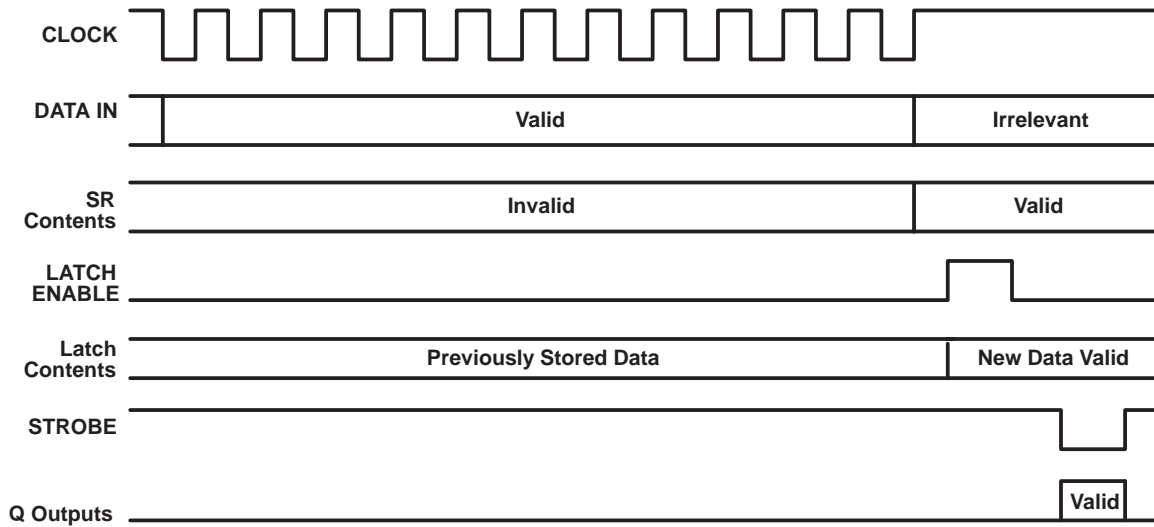 CLOCK
DATA IN
Valid
Irrelevant
SR
Contents
Invalid
Valid
LATCH
ENABLE
Latch
Contents
Previously Stored Data
New Data Valid
STROBE
Q Outputs
Valid